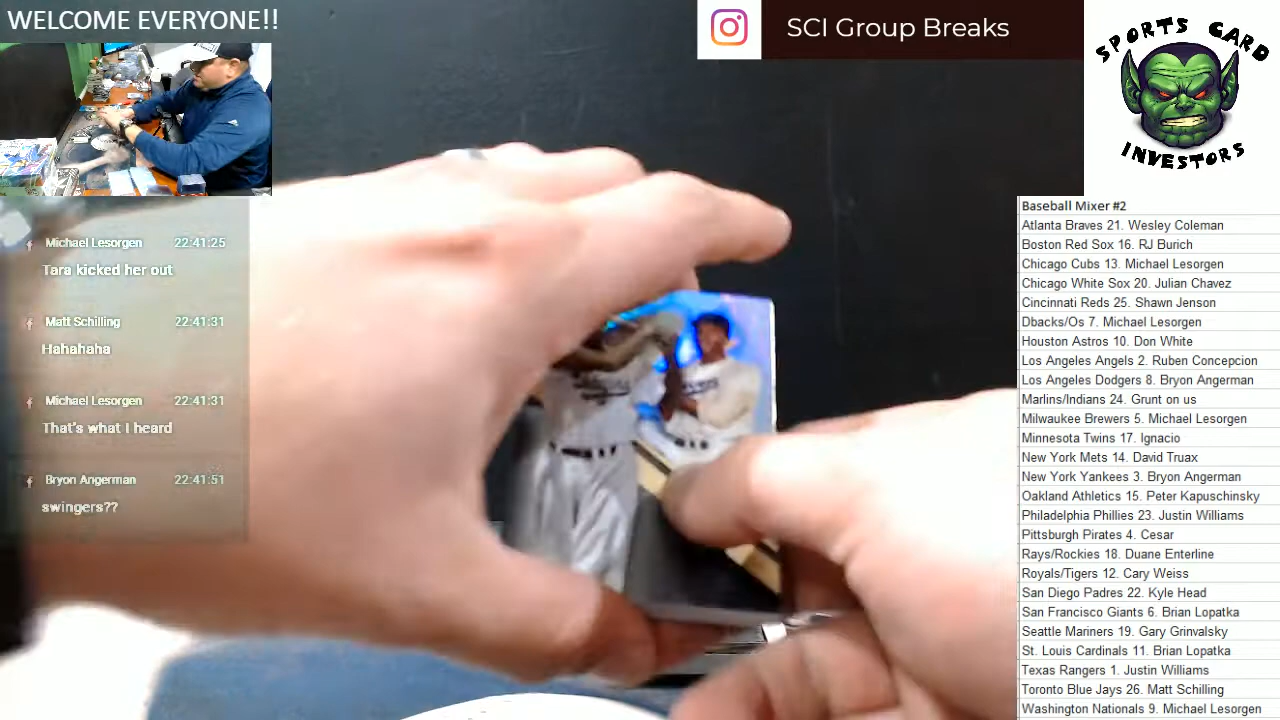 WELCOME EVERYONE!!
SCI Group Breaks
SPORTS CARD
INVESTORS
Michael Lesorgen 22:41:25
Tara kicked her out
Matt Schilling 22:41:31
Hahahaha
Michael Lesorgen 22:41:31
That's what I heard
Bryon Angerman 22:41:51
swingers??
Baseball Mixer #2
Atlanta Braves 21. Wesley Coleman
Boston Red Sox 16. RJ Burich
Chicago Cubs 13. Michael Lesorgen
Chicago White Sox 20. Julian Chavez
Cincinnati Reds 25. Shawn Jenson
Dbacks/Os 7. Michael Lesorgen
Houston Astros 10. Don White
Los Angeles Angels 2. Ruben Concepcion
Los Angeles Dodgers 8. Bryon Angerman
Marlins/Indians 24. Grunt on us
Milwaukee Brewers 5. Michael Lesorgen
Minnesota Twins 17. Ignacio
New York Mets 14. David Truax
New York Yankees 3. Bryon Angerman
Oakland Athletics 15. Peter Kapuschinsky
Philadelphia Phillies 23. Justin Williams
Pittsburgh Pirates 4. Cesar
Rays/Rockies 18. Duane Enterline
Royals/Tigers 12. Cary Weiss
San Diego Padres 22. Kyle Head
San Francisco Giants 6. Brian Lopatka
Seattle Mariners 19. Gary Grinvalsky
St. Louis Cardinals 11. Brian Lopatka
Texas Rangers 1. Justin Williams
Toronto Blue Jays 26. Matt Schilling
Washington Nationals 9. Michael Lesorgen